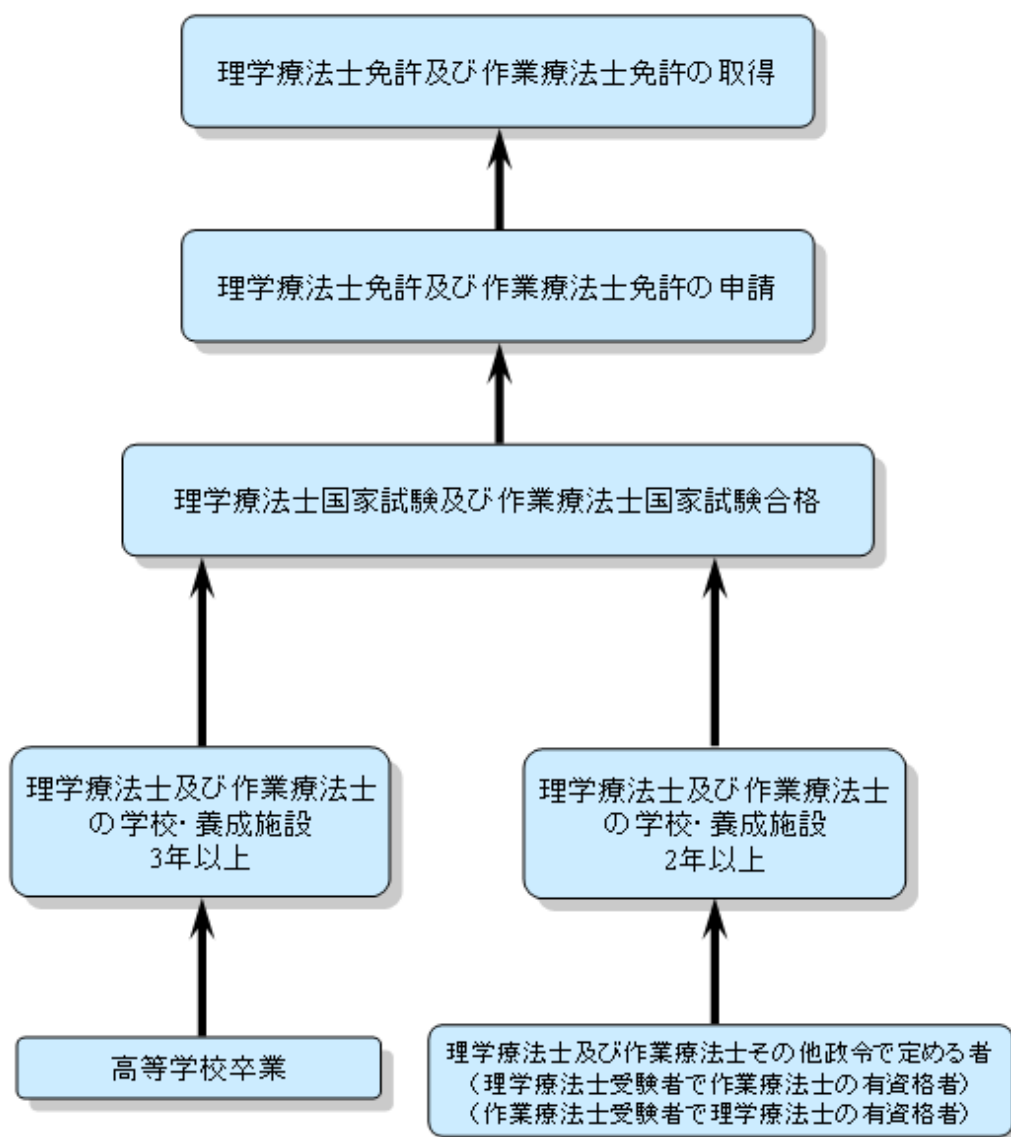 理学療法士免許及び作業療法士免許の取得
理学療法士免許及び作業療法士免許の申請
理学療法士国家試験及び作業療法士国家試験合格
理学療法士及び作業療法士
の学校・養成施設
3年以上
理学療法士及び作業療法士
の学校・養成施設
2年以上
高等学校卒業
理学療法士及び作業療法士その他政令で定める者
（理学療法士受験者で作業療法士の有資格者）
（作業療法士受験者で理学療法士の有資格者）